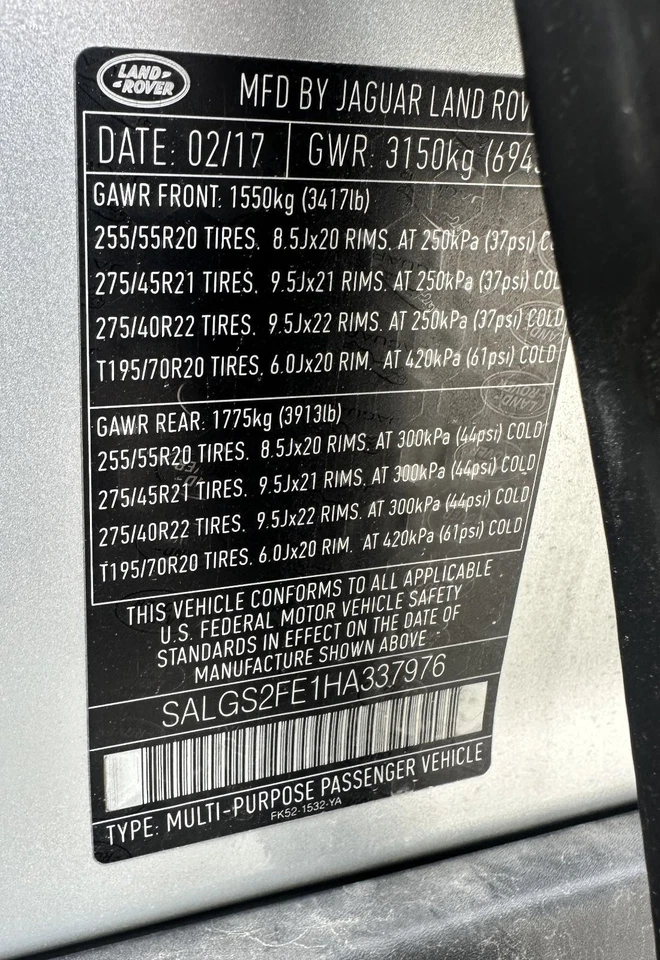 LAND-
-ROVER
MFD BY JAGUAR LAND ROV
DATE: 02/17 GWR: 3150kg (694
GAWR FRONT: 1550kg (3417lb)
255/55R20 TIRES, 8.5Jx20 RIMS, AT 250kPa (37psi) C
275/45R21 TIRES, 9.5Jx21 RIMS, AT 250kPa (37psi) COL
275/40R22 TIRES, 9.5Jx22 RIMS, AT 250kPa (37psi) COLD
T195/70R20 TIRES, 6.0Jx20 RIM, AT 420kPa (61psi) COLD
GAWR REAR: 1775kg (3913lb)
255/55R20 TIRES, 8.5Jx20 RIMS, AT 300kPa (44psi) COLD
275/45R21 TIRES, 9.5Jx21 RIMS, AT 300kPa (44psi) COLD
275/40R22 TIRES, 9.5Jx22 RIMS, AT 300kPa (44psi) COLD
T195/70R20 TIRES, 6.0Jx20 RIM, AT 420kPa (61psi) COLD
THIS VEHICLE CONFORMS TO ALL APPLICABLE
U.S. FEDERAL MOTOR VEHICLE SAFETY
STANDARDS IN EFFECT ON THE DATE OF
MANUFACTURE SHOWN ABOVE
SALGS2FE1HA337976
TYPE: MULTI-PURPOSE PASSENGER VEHICLE
FK52-1532-YA